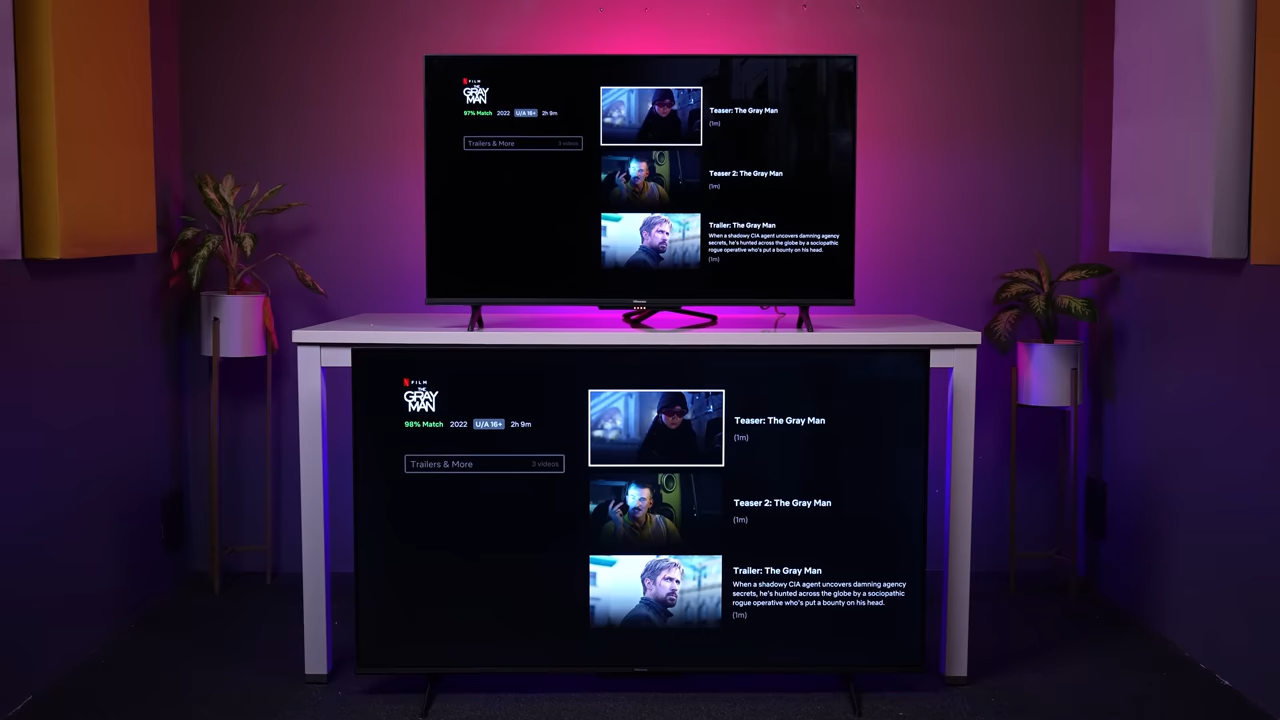 N FILM
THE
GRAY
MAN
97% Match 2022 U/A 16+ 2h 9m
Trailers & More 3 videos
Teaser: The Gray Man
(1m)
Teaser 2: The Gray Man
(1m)
Trailer: The Gray Man
When a shadowy CIA agent uncovers damning agency
secrets, he's hunted across the globe by a sociopathic
rogue operative who's put a bounty on his head.
(1m)
Hisense
N FILM
THE
GRAY
MAN
98% Match 2022 U/A 16+ 2h 9m
Trailers & More 3 videos
Teaser: The Gray Man
(1m)
Teaser 2: The Gray Man
(1m)
Trailer: The Gray Man
When a shadowy CIA agent uncovers damning agency
secrets, he's hunted across the globe by a sociopathic
rogue operative who's put a bounty on his head.
(1m)
Hisense